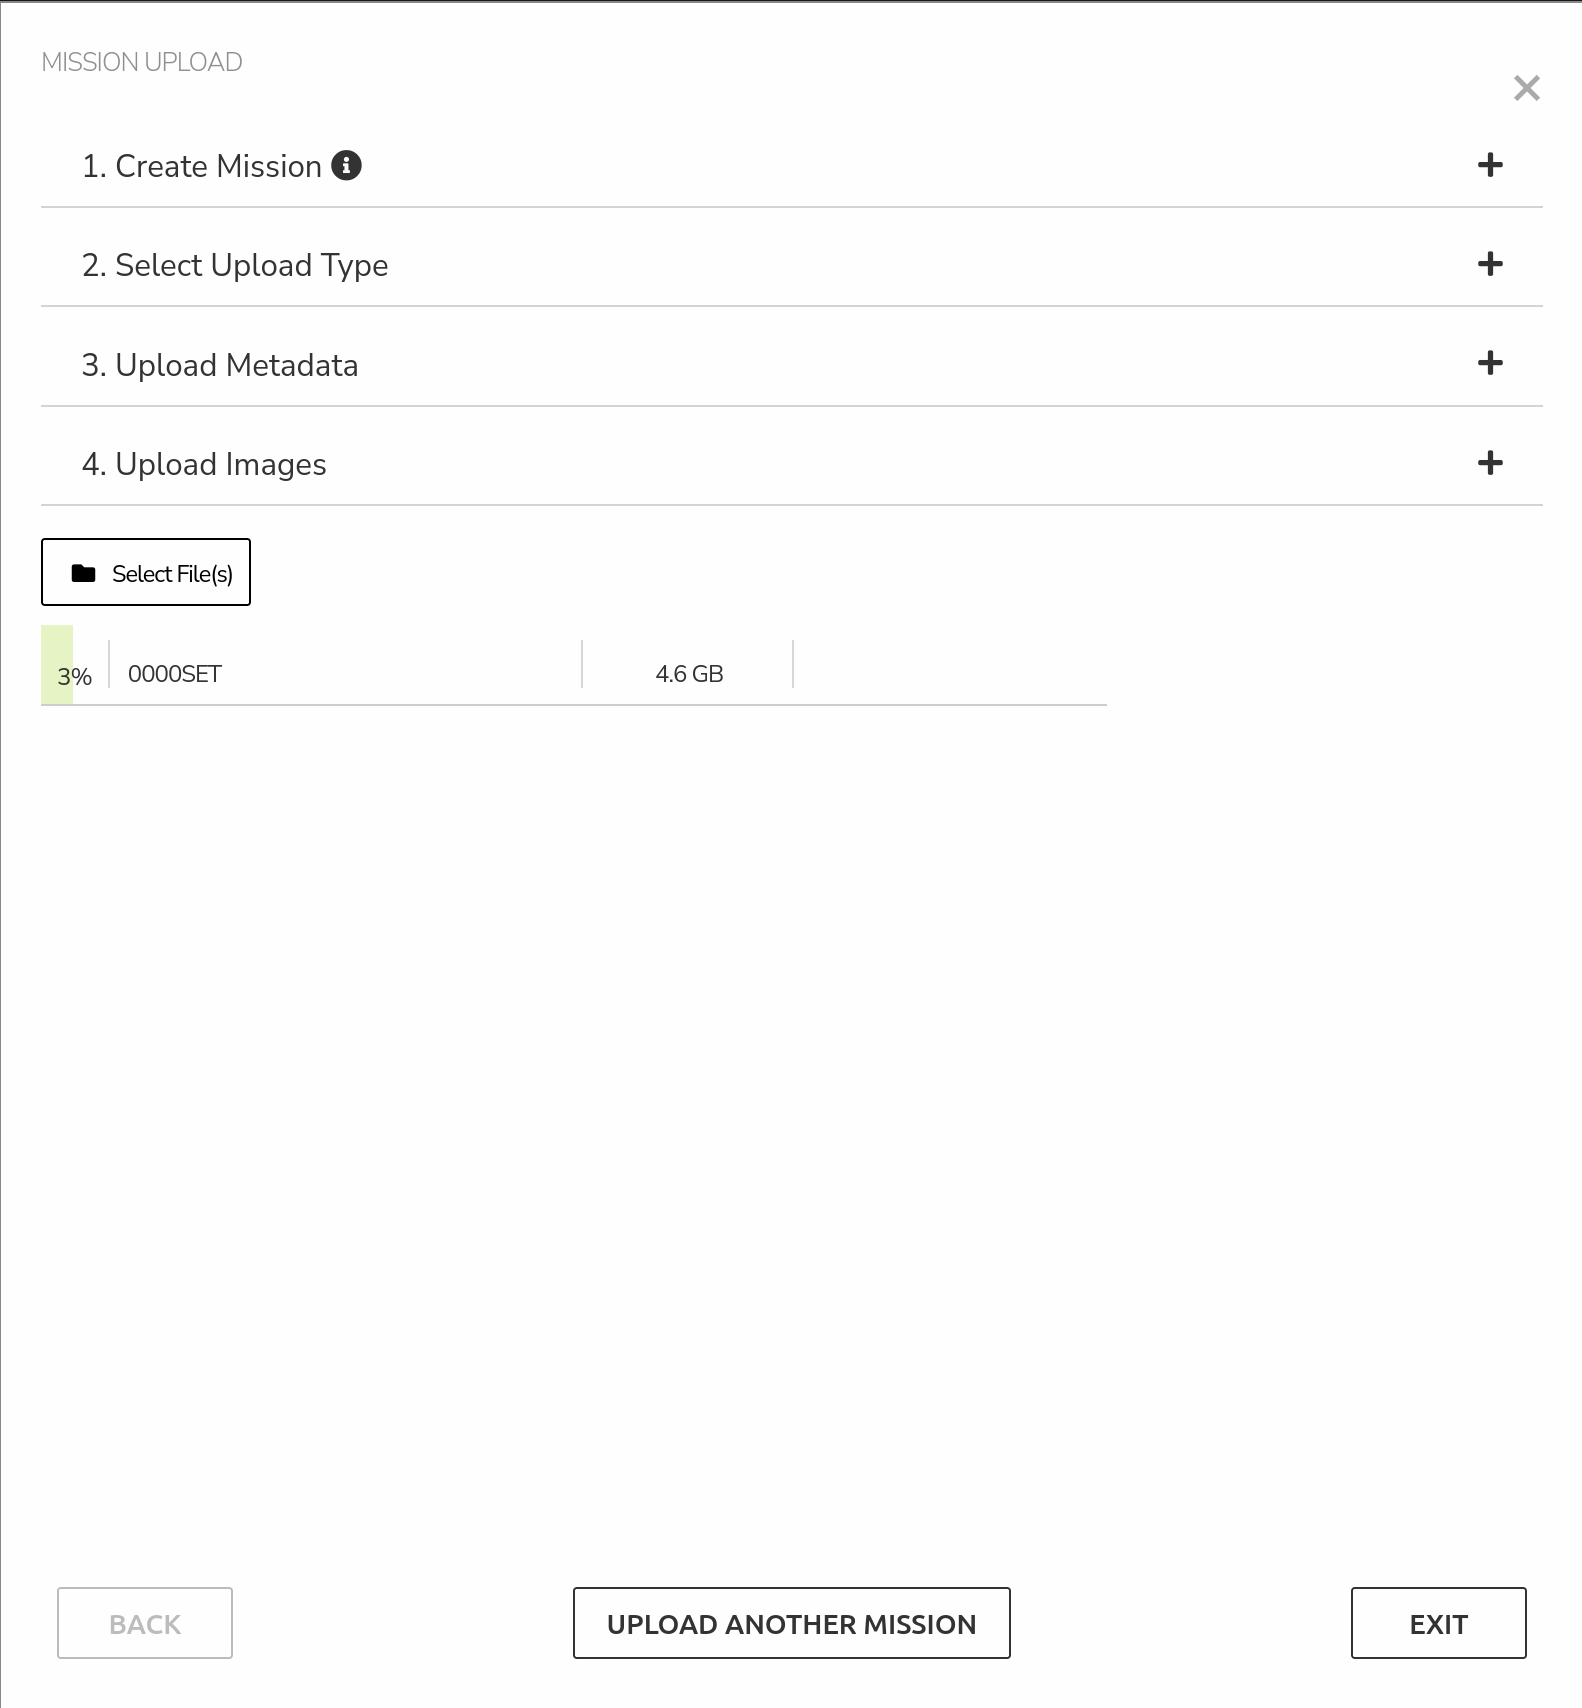 MISSION UPLOAD
1. Create Mission
2. Select Upload Type
3. Upload Metadata
4. Upload Images
Select File(s)
3% 0000SET 4.6 GB
BACK UPLOAD ANOTHER MISSION EXIT